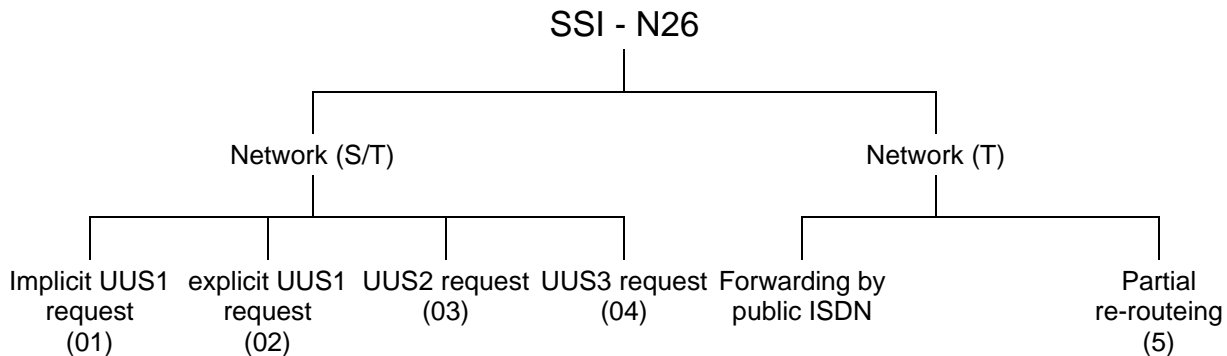 SSI - N26
Network (S/T)
Network (T)
Implicit UUS1
request
(01)
explicit UUS1
request
(02)
UUS2 request
(03)
UUS3 request
(04)
Forwarding by
public ISDN
Partial
re-routeing
(5)